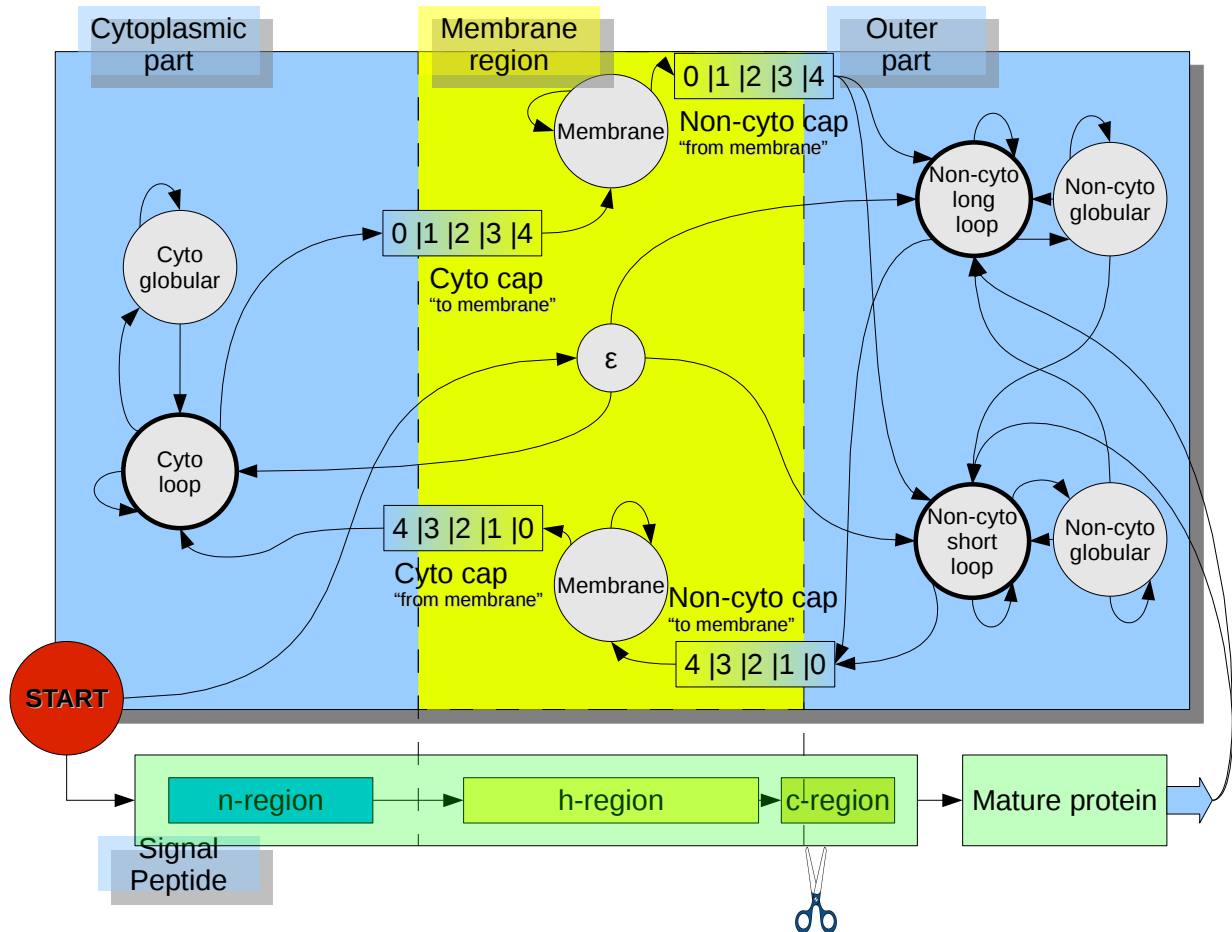 Cytoplasmic
part
Membrane
region
Outer
part
0 |1 |2 |3 |4
Non-cyto cap
“from membrane”
Membrane
Non-cyto
long
loop
Non-cyto
globular
Cyto
globular
0 |1 |2 |3 |4
Cyto cap
“to membrane”
ε
Cyto
loop
4 |3 |2 |1 |0
Cyto cap
“from membrane”
Membrane
Non-cyto cap
“to membrane”
4 |3 |2 |1 |0
Non-cyto
short
loop
Non-cyto
globular
START
n-region
h-region
c-region
Mature protein
Signal
Peptide